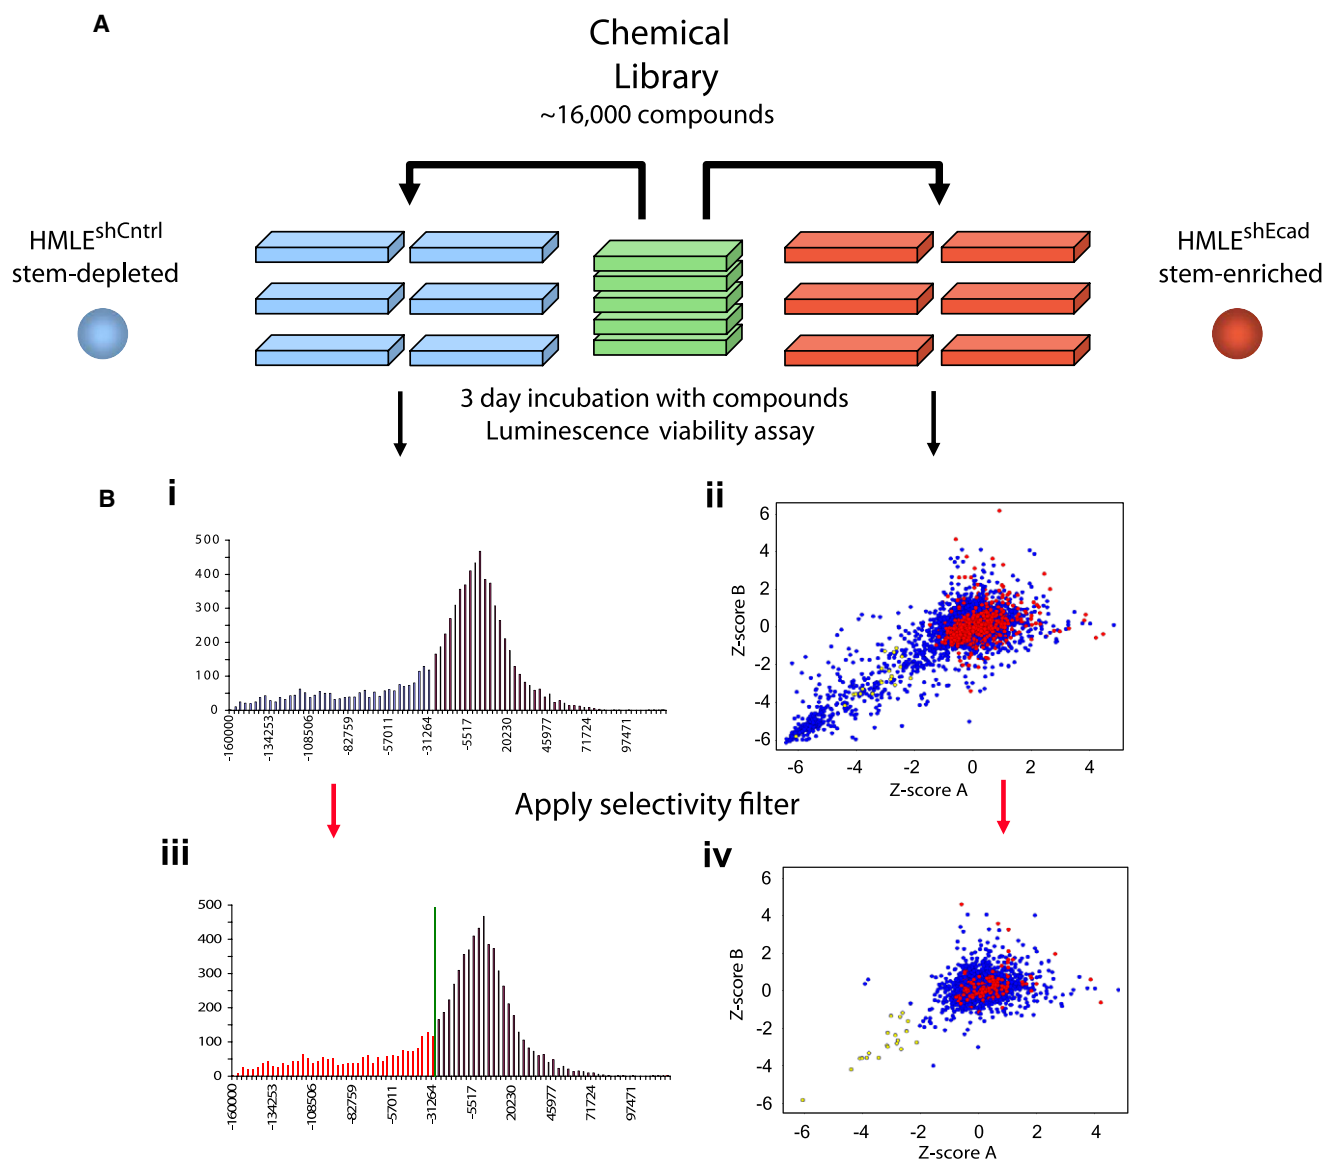 A
Chemical
Library
~16,000 compounds
HMLE^shCntrl
stem-depleted
HMLE^shEcad
stem-enriched
3 day incubation with compounds
Luminescence viability assay
B
i
500
400
300
200
100
0
-160000
-134253
-108506
-82759
-57011
-31264
-5517
20230
45977
71724
97471
ii
6
4
2
0
-2
-4
-6
Z-score B
-6 -4 -2 0 2 4
Z-score A
Apply selectivity filter
iii
500
400
300
200
100
0
-160000
-134253
-108506
-82759
-57011
-31264
-5517
20230
45977
71724
97471
iv
6
4
2
0
-2
-4
-6
Z-score B
-6 -4 -2 0 2 4
Z-score A